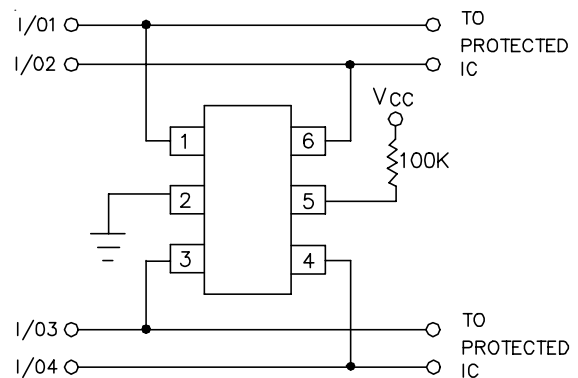 I/01
TO
PROTECTED
IC
I/02
VCC
100K
1
6
2
5
3
4
I/03
TO
PROTECTED
IC
I/04